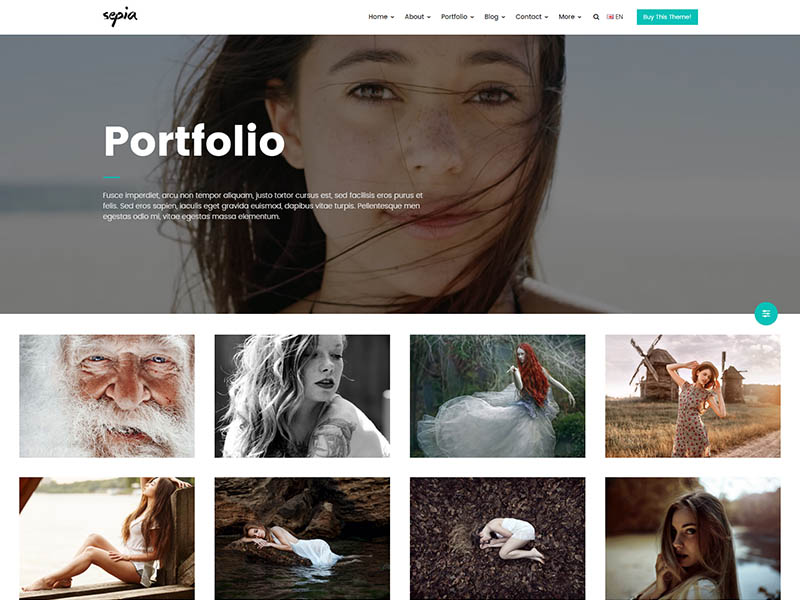 sepia
Home About Portfolio Blog Contact More EN Buy This Theme!
Portfolio
Fusce imperdiet, arcu non tempor aliquam, justo tortor cursus est, sed facilisis eros purus et
felis. Sed eros sapien, iaculis eget gravida euismod, dapibus vitae turpis. Pellentesque men
egestas odio mi, vitae egestas massa elementum.